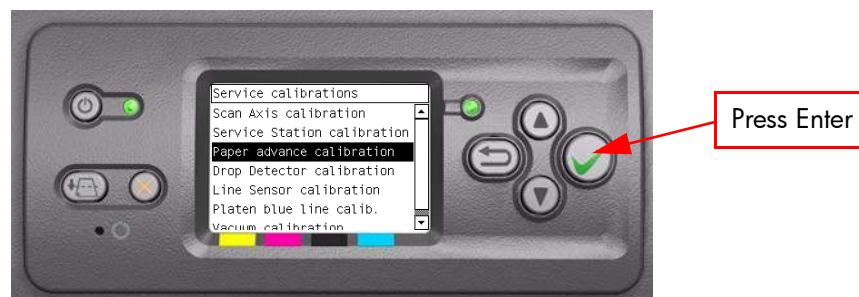 Service calibrations
Scan Axis calibration
Service Station calibration
Paper advance calibration
Drop Detector calibration
Line Sensor calibration
Platen blue line calib.
Vacuum calibration
Press Enter